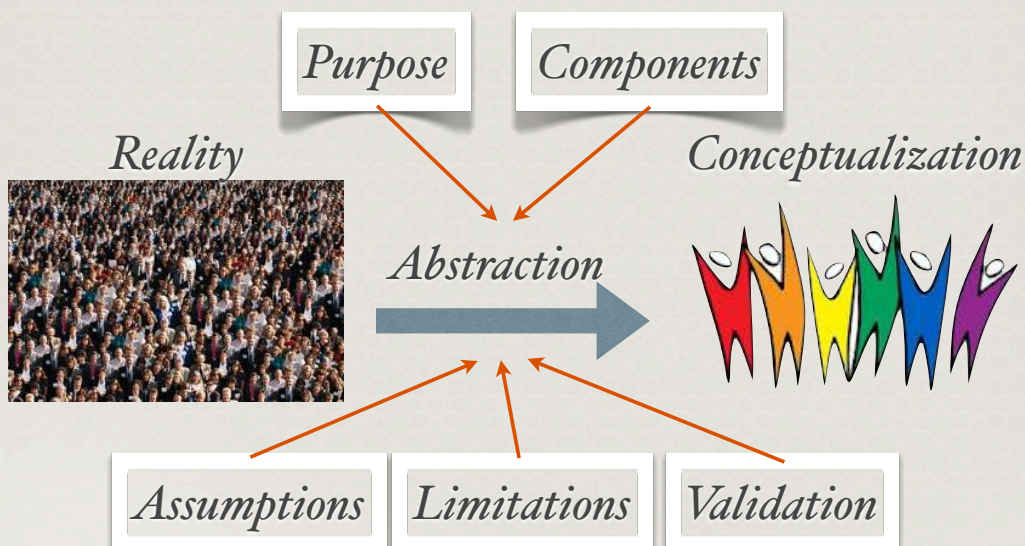 Purpose
Components
Reality
Conceptualization
Abstraction
Assumptions
Limitations
Validation